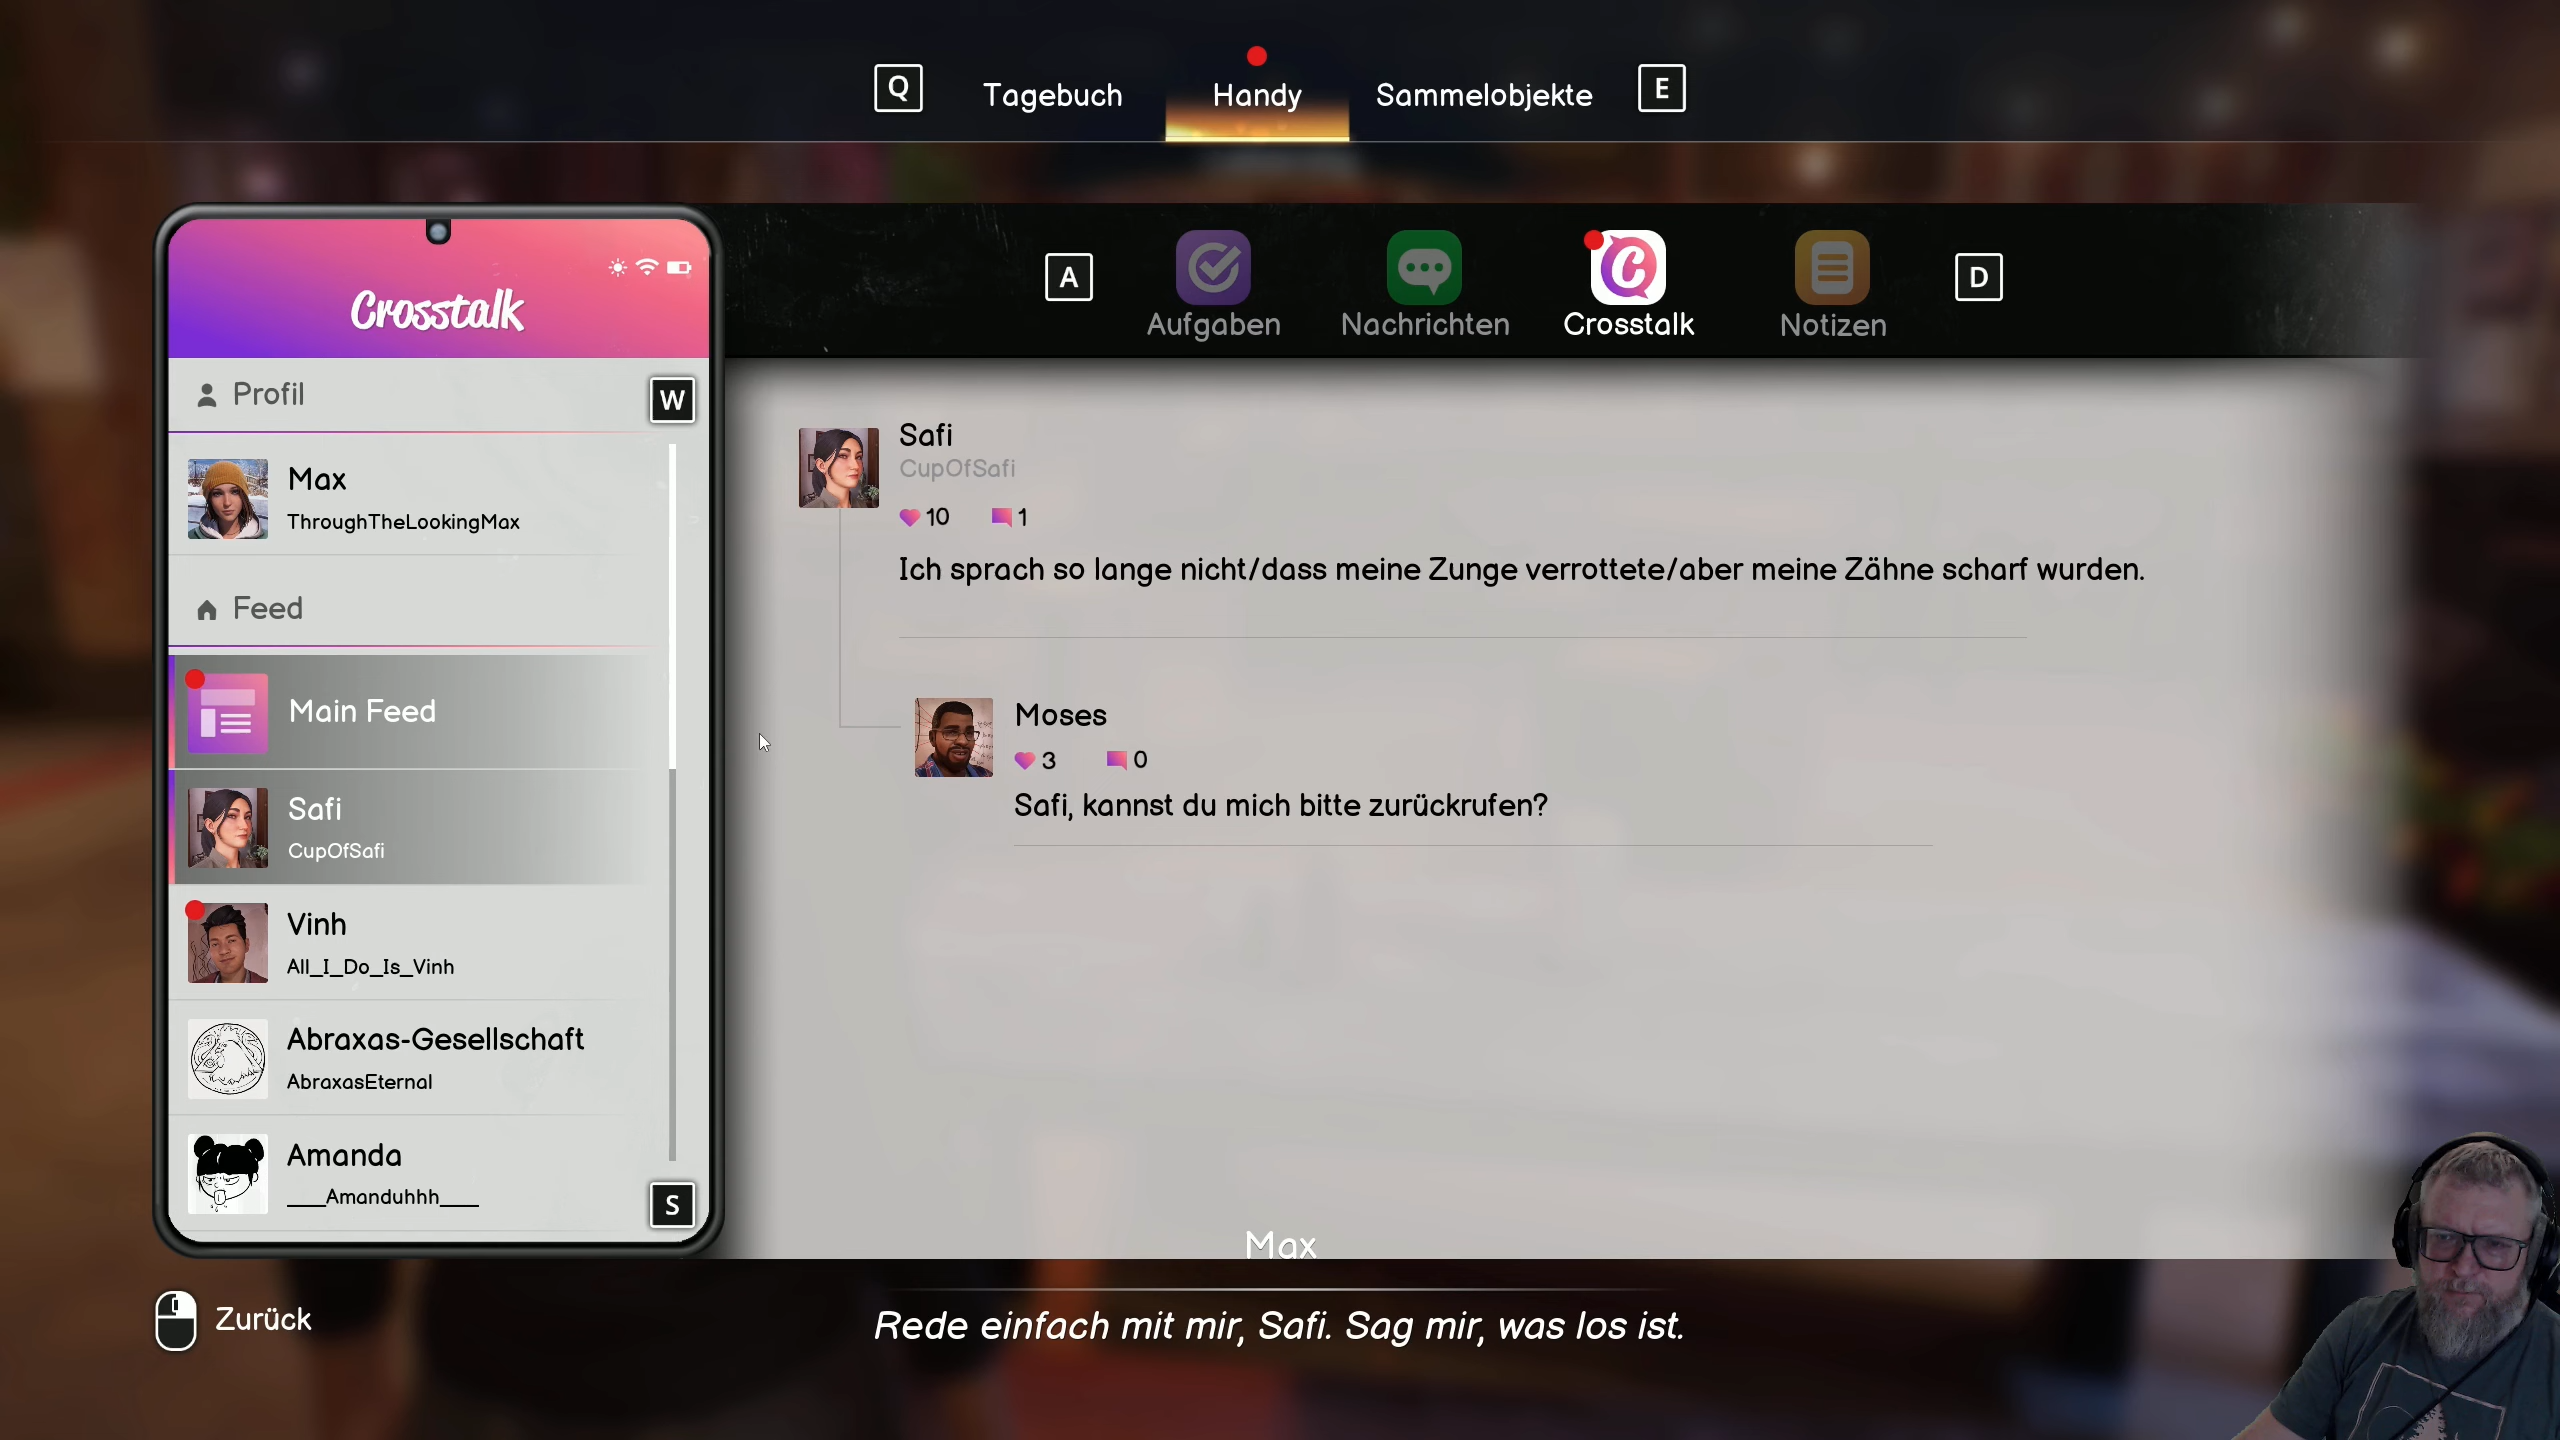 Q Tagebuch Handy Sammelobjekte E
Crosstalk
A Aufgaben Nachrichten Crosstalk Notizen D
Profil W
Max
ThroughTheLookingMax
Feed
Main Feed
Safi
CupOfSafi
Vinh
All_I_Do_Is_Vinh
Abraxas-Gesellschaft
AbraxasEternal
Amanda
___Amanduhhh___
S
Safi
CupOfSafi
10 1
Ich sprach so lange nicht/dass meine Zunge verrottete/aber meine Zähne scharf wurden.
Moses
3 0
Safi, kannst du mich bitte zurückrufen?
Max
Rede einfach mit mir, Safi. Sag mir, was los ist.
Zurück